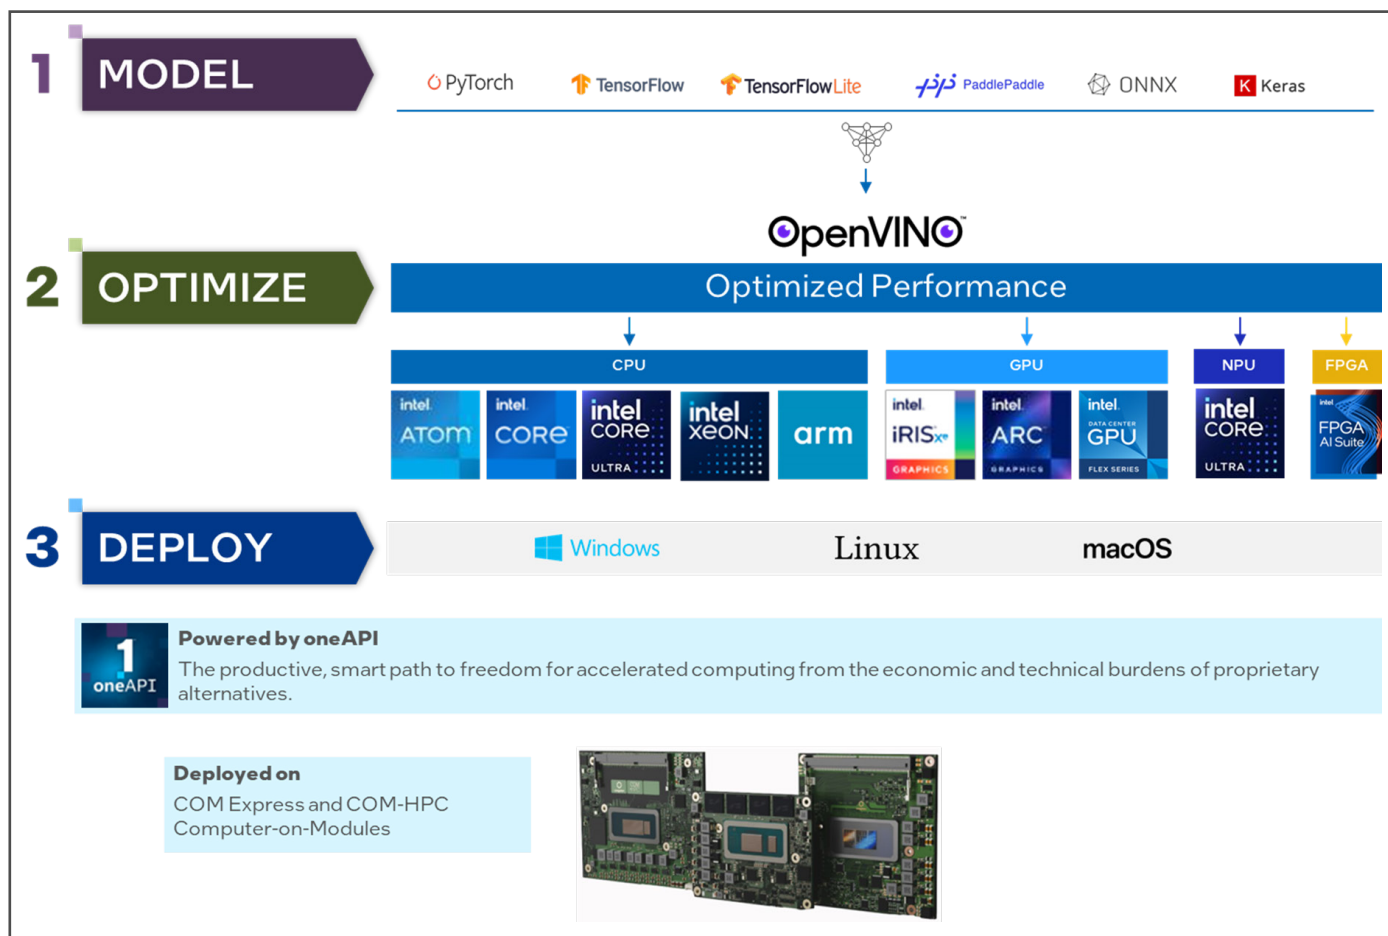 1 MODEL
PyTorch TensorFlow TensorFlow Lite PaddlePaddle ONNX K Keras
OpenVINO™
2 OPTIMIZE
Optimized Performance
CPU GPU NPU FPGA
intel. ATOM
intel. CORE
intel CORE ULTRA
intel XEON
arm
intel. IRIS Xe GRAPHICS
intel. ARC GRAPHICS
intel. DATA CENTER GPU FLEX SERIES
intel CORE ULTRA
intel FPGA AI Suite
3 DEPLOY
Windows Linux macOS
1 oneAPI
Powered by oneAPI
The productive, smart path to freedom for accelerated computing from the economic and technical burdens of proprietary
alternatives.
Deployed on
COM Express and COM-HPC
Computer-on-Modules